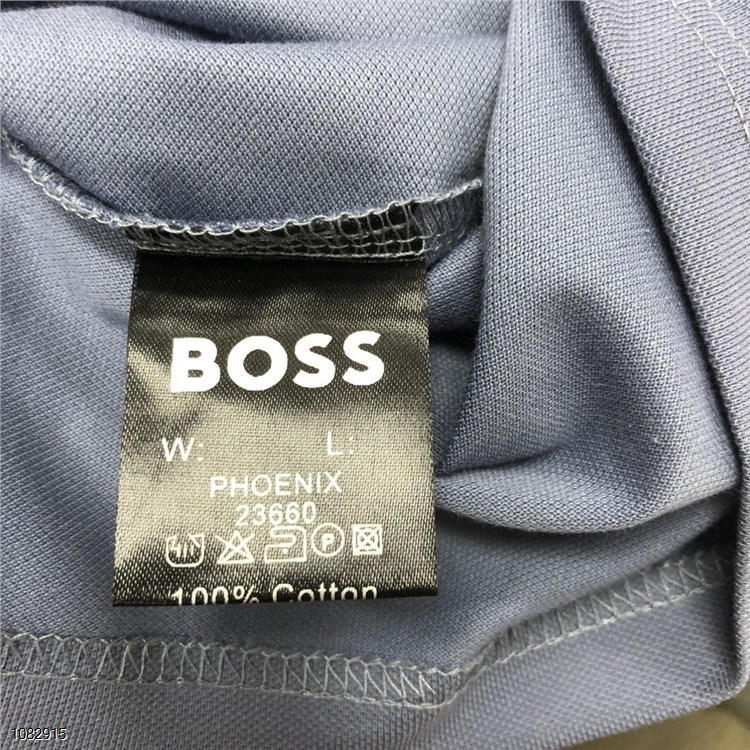 BOSS
W: L:
PHOENIX
23660
P
100% Cotton
1082915